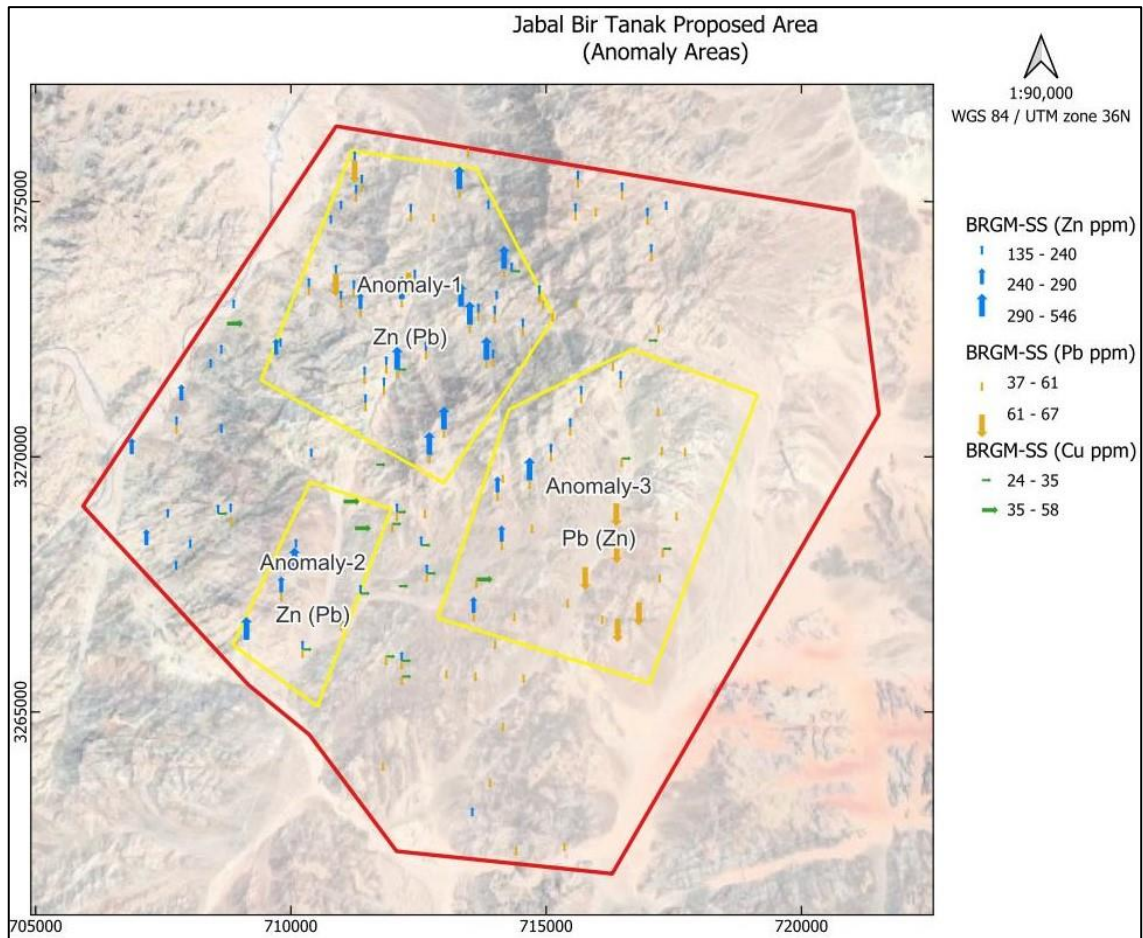 Jabal Bir Tanak Proposed Area
(Anomaly Areas)
1:90,000
WGS 84 / UTM zone 36N
3275000
3270000
3265000
705000
710000
715000
720000
Anomaly-1
Zn (Pb)
Anomaly-2
Zn (Pb)
Anomaly-3
Pb (Zn)
BRGM-SS (Zn ppm)
135 - 240
240 - 290
290 - 546
BRGM-SS (Pb ppm)
37 - 61
61 - 67
BRGM-SS (Cu ppm)
24 - 35
35 - 58